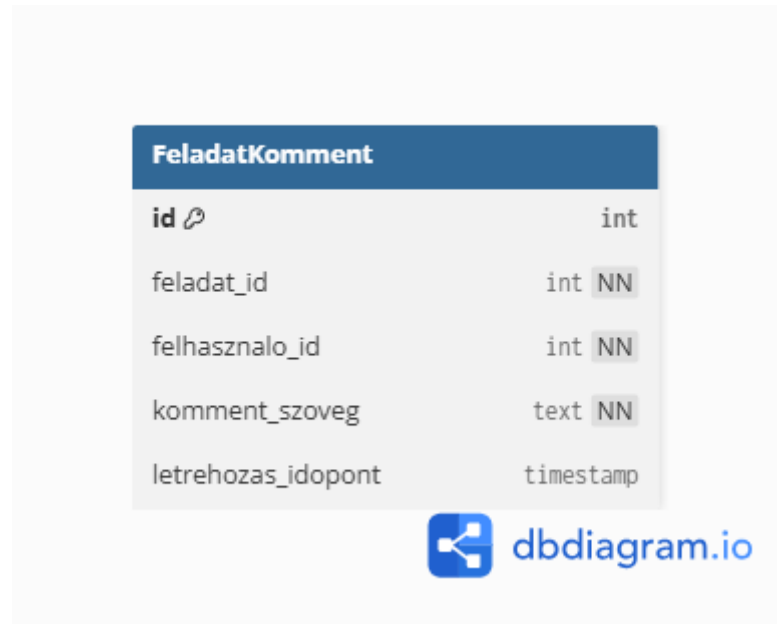 FeladatKomment
id int
feladat_id int NN
felhasznalo_id int NN
komment_szoveg text NN
letrehozas_idopont timestamp
dbdiagram.io